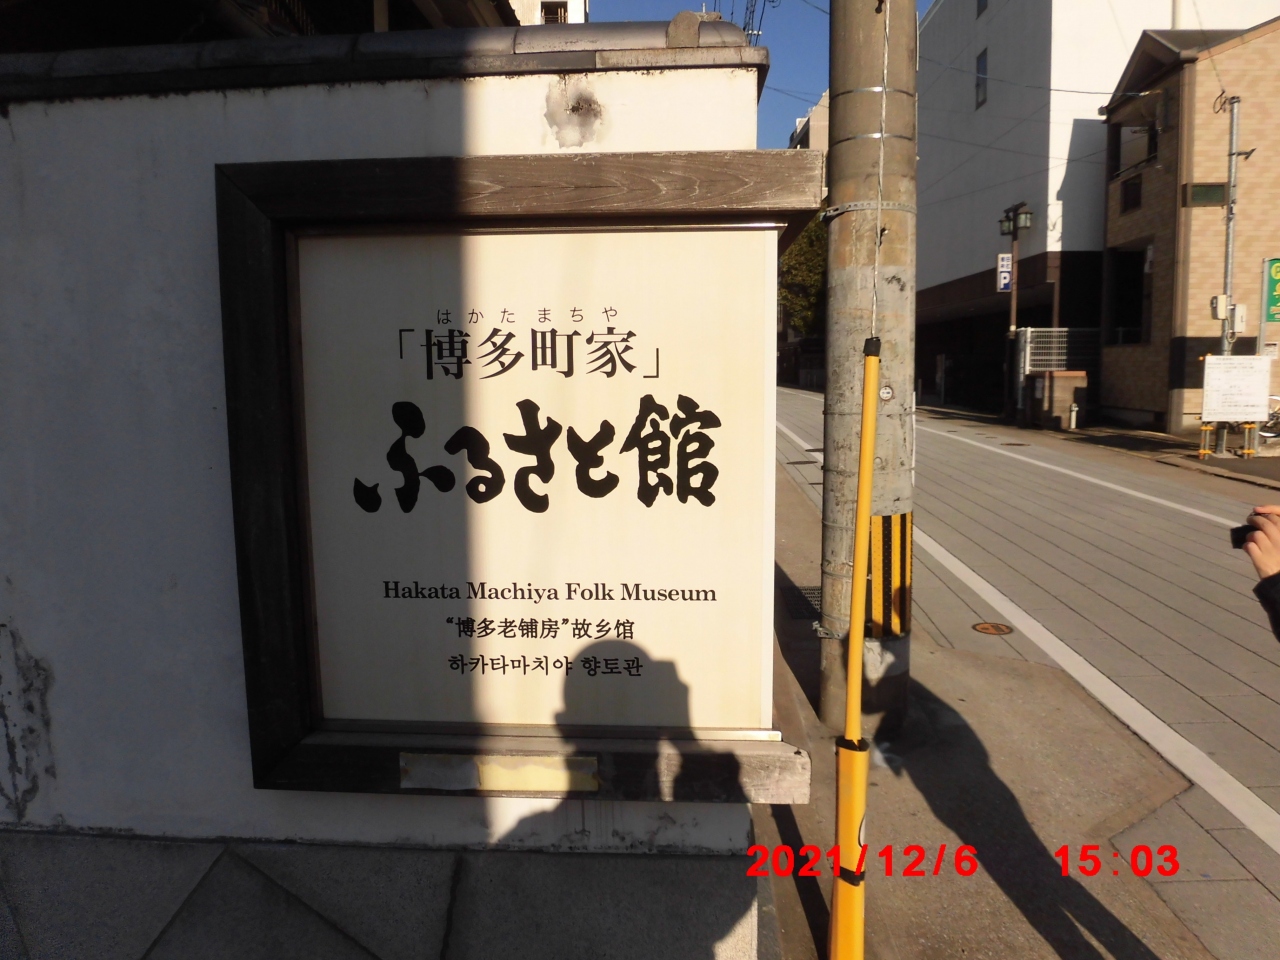 はかたまちや
「博多町家」
ふるさと館
Hakata Machiya Folk Museum
“博多老铺房”故乡馆
하카타마치야 향토관
P
2021/12/6 15:03